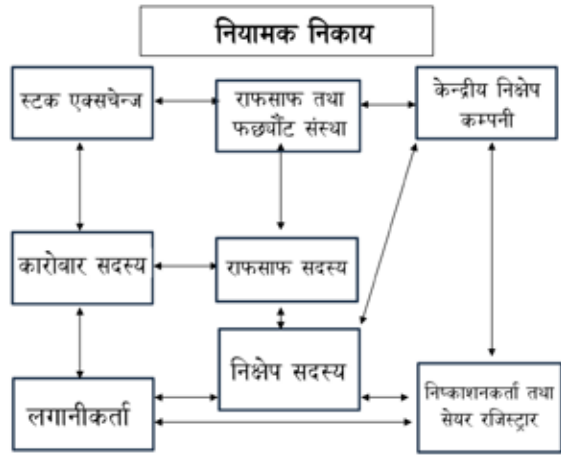 नियामक निकाय
स्टक एक्सचेन्ज
राफसाफ तथा
फछ्यौंट संस्था
केन्द्रीय निक्षेप
कम्पनी
कारोवार सदस्य
राफसाफ सदस्य
निक्षेप सदस्य
लगानीकर्ता
निष्काशनकर्ता तथा
सेयर रजिस्ट्रार